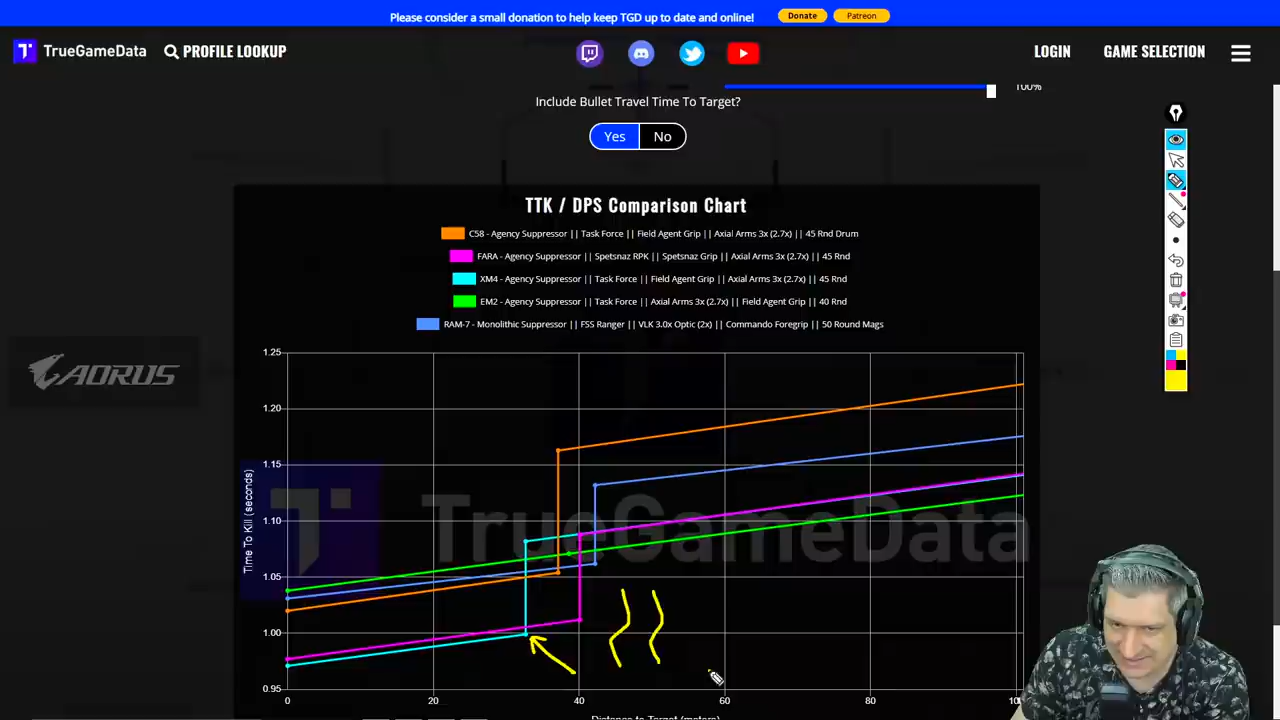 Please consider a small donation to help keep TGD up to date and online! Donate Patreon
TrueGameData PROFILE LOOKUP LOGIN GAME SELECTION
100%
Include Bullet Travel Time To Target?
Yes No
TTK / DPS Comparison Chart
C58 - Agency Suppressor || Task Force || Field Agent Grip || Axial Arms 3x (2.7x) || 45 Rnd Drum
FARA - Agency Suppressor || Spetsnaz RPK || Spetsnaz Grip || Axial Arms 3x (2.7x) || 45 Rnd
XM4 - Agency Suppressor || Task Force || Field Agent Grip || Axial Arms 3x (2.7x) || 45 Rnd
EM2 - Agency Suppressor || Task Force || Axial Arms 3x (2.7x) || Field Agent Grip || 40 Rnd
RAM-7 - Monolithic Suppressor || FSS Ranger || VLK 3.0x Optic (2x) || Commando Foregrip || 50 Round Mags
AORUS
1.25
1.20
1.15
1.10
1.05
1.00
0.95
Time To Kill (seconds)
TrueGameData
0 20 40 60 80
Distance to Target (meters)